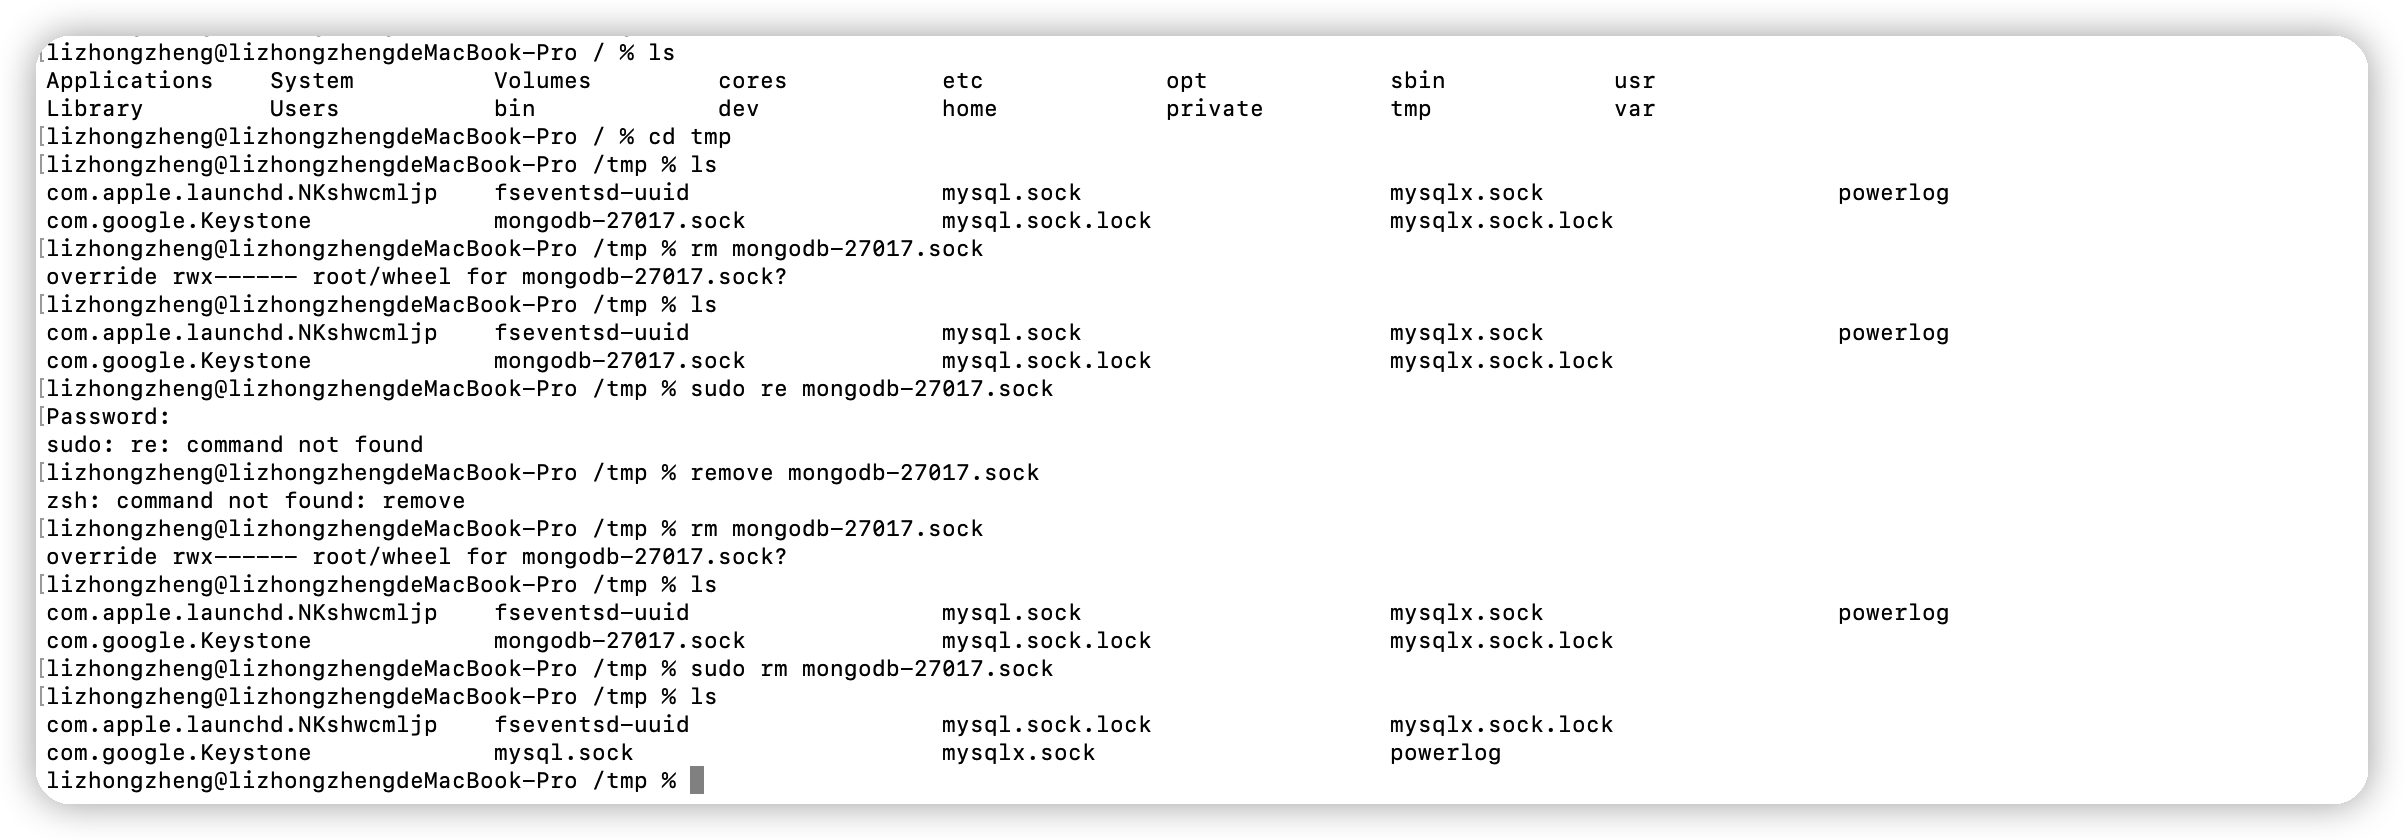 [lizhongzheng@lizhongzhengdeMacBook-Pro / % ls
Applications    System          Volumes         cores           etc             opt             sbin            usr
Library         Users           bin             dev             home            private         tmp             var
[lizhongzheng@lizhongzhengdeMacBook-Pro / % cd tmp
[lizhongzheng@lizhongzhengdeMacBook-Pro /tmp % ls
com.apple.launchd.NKshwcmljp    fseventsd-uuid                  mysql.sock                      mysqlx.sock                     powerlog
com.google.Keystone             mongodb-27017.sock              mysql.sock.lock                 mysqlx.sock.lock
[lizhongzheng@lizhongzhengdeMacBook-Pro /tmp % rm mongodb-27017.sock
override rwx------ root/wheel for mongodb-27017.sock?
[lizhongzheng@lizhongzhengdeMacBook-Pro /tmp % ls
com.apple.launchd.NKshwcmljp    fseventsd-uuid                  mysql.sock                      mysqlx.sock                     powerlog
com.google.Keystone             mongodb-27017.sock              mysql.sock.lock                 mysqlx.sock.lock
[lizhongzheng@lizhongzhengdeMacBook-Pro /tmp % sudo re mongodb-27017.sock
[Password:
sudo: re: command not found
[lizhongzheng@lizhongzhengdeMacBook-Pro /tmp % remove mongodb-27017.sock
zsh: command not found: remove
[lizhongzheng@lizhongzhengdeMacBook-Pro /tmp % rm mongodb-27017.sock
override rwx------ root/wheel for mongodb-27017.sock?
[lizhongzheng@lizhongzhengdeMacBook-Pro /tmp % ls
com.apple.launchd.NKshwcmljp    fseventsd-uuid                  mysql.sock                      mysqlx.sock                     powerlog
com.google.Keystone             mongodb-27017.sock              mysql.sock.lock                 mysqlx.sock.lock
[lizhongzheng@lizhongzhengdeMacBook-Pro /tmp % sudo rm mongodb-27017.sock
[lizhongzheng@lizhongzhengdeMacBook-Pro /tmp % ls
com.apple.launchd.NKshwcmljp    fseventsd-uuid                  mysql.sock.lock                 mysqlx.sock.lock
com.google.Keystone             mysql.sock                      mysqlx.sock                     powerlog
lizhongzheng@lizhongzhengdeMacBook-Pro /tmp %